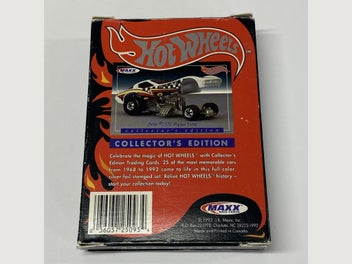 HOT WHEELS
MAXX
collector's edition
COLLECTOR'S EDITION
Celebrate the magic of HOT WHEELS with Collector's
Edition Trading Cards. 25 of the most memorable cars
from 1968 to 1992 come to life in this full-color,
silver foil stamped set. Relive HOT WHEELS history –
start your collection today!
MAXX
© 1993 J.R. Maxx, Inc.
Charlotte, NC
Made and Printed in Canada